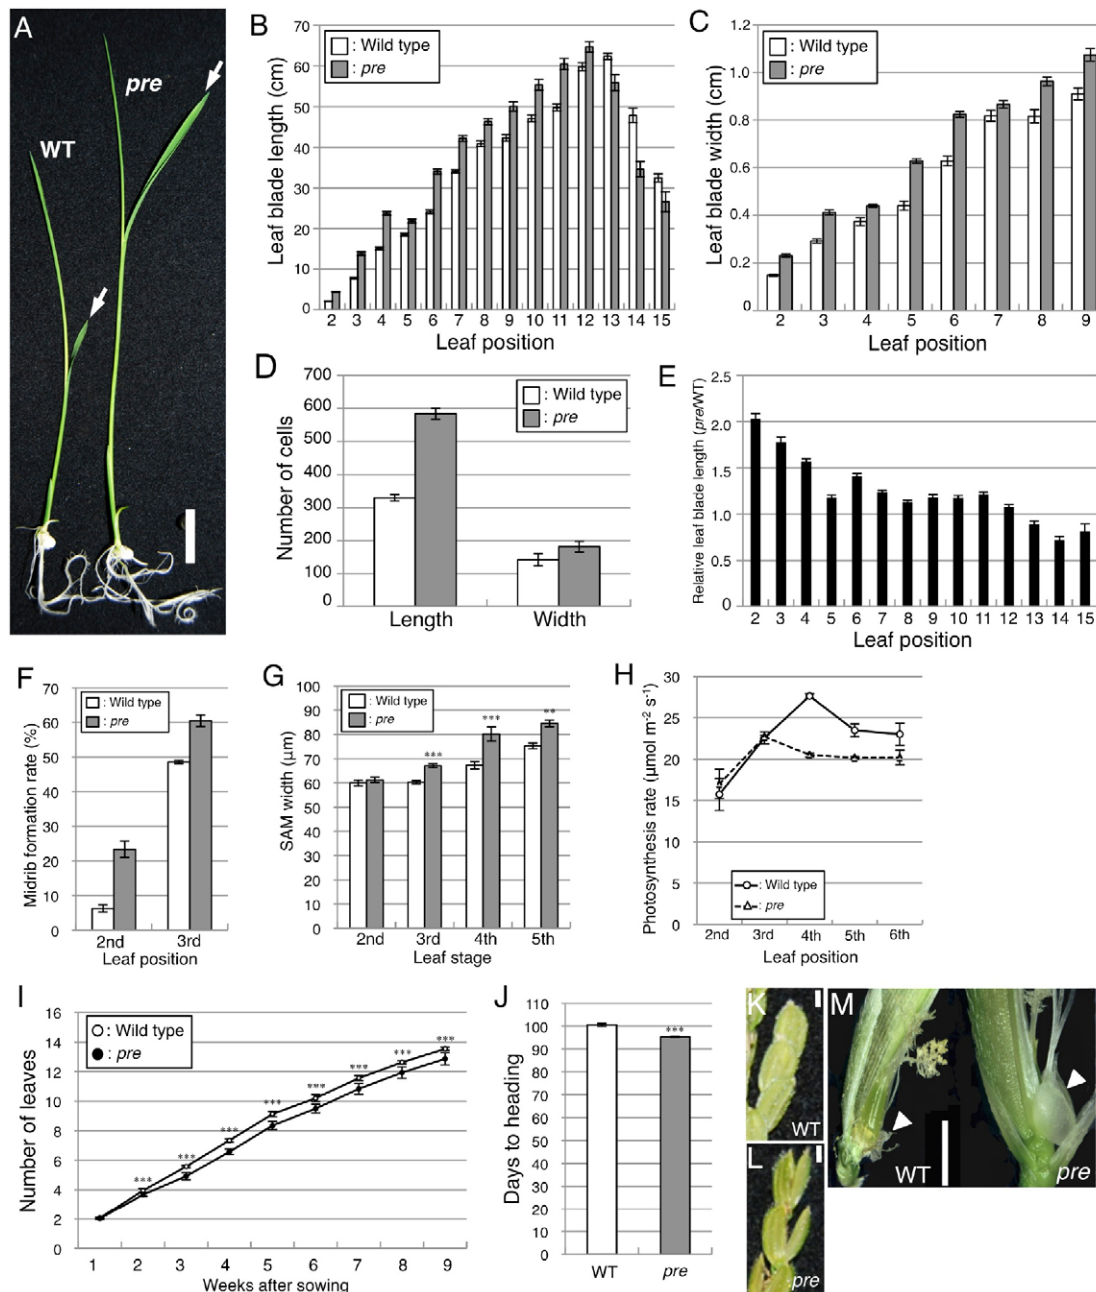 A
WT
pre
B
Leaf blade length (cm)
70
60
50
40
30
20
10
0
: Wild type
: pre
2 3 4 5 6 7 8 9 10 11 12 13 14 15
Leaf position
C
Leaf blade width (cm)
1.2
1.0
0.8
0.6
0.4
0.2
0
: Wild type
: pre
2 3 4 5 6 7 8 9
Leaf position
D
Number of cells
700
600
500
400
300
200
100
0
: Wild type
: pre
Length Width
E
Relative leaf blade length (pre/WT)
2.5
2.0
1.5
1.0
0.5
0
2 3 4 5 6 7 8 9 10 11 12 13 14 15
Leaf position
F
Midrib formation rate (%)
70
60
50
40
30
20
10
0
: Wild type
: pre
2nd 3rd
Leaf position
G
SAM width (μm)
100
90
80
70
60
50
40
30
20
10
0
: Wild type
: pre
*** *** **
2nd 3rd 4th 5th
Leaf stage
H
Photosynthesis rate (μmol m⁻² s⁻¹)
30
25
20
15
10
5
0
: Wild type
: pre
2nd 3rd 4th 5th 6th
Leaf position
I
Number of leaves
16
14
12
10
8
6
4
2
0
: Wild type
: pre
*** *** *** *** *** *** *** ***
1 2 3 4 5 6 7 8 9
Weeks after sowing
J
Days to heading
110
100
90
80
70
60
50
40
30
20
10
0
***
WT pre
K
WT
L
pre
M
WT
pre